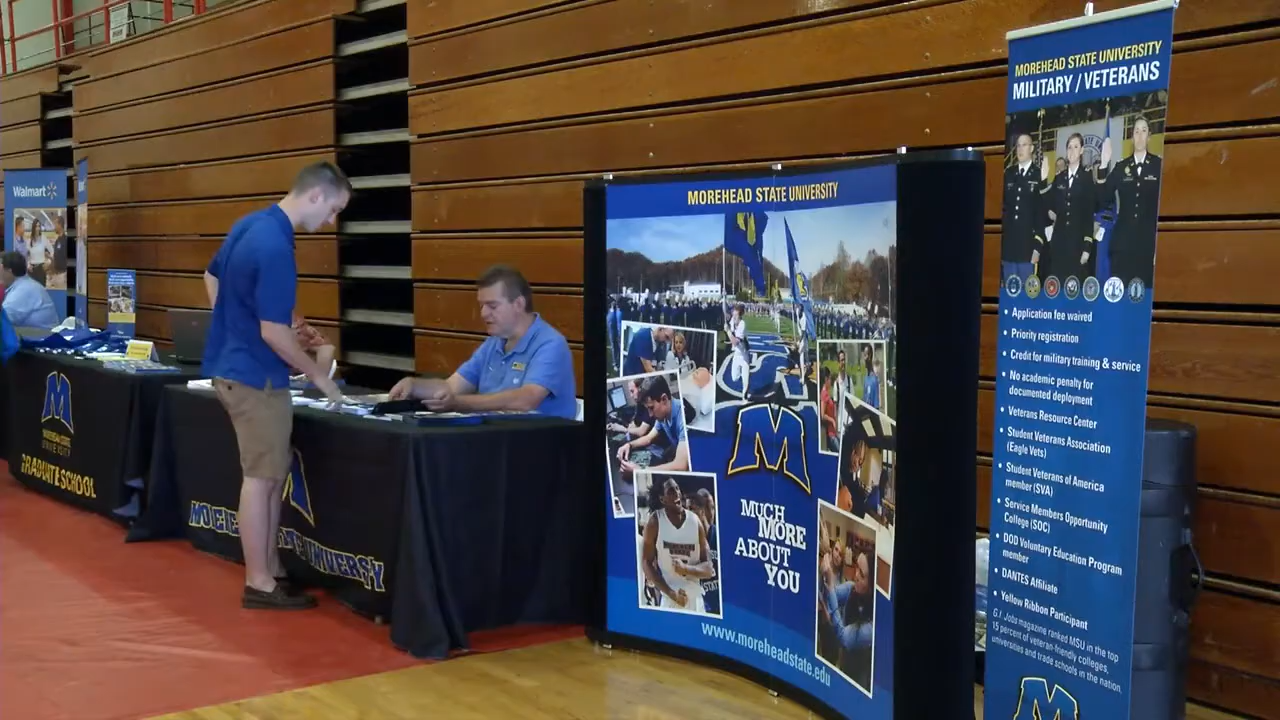 Walmart
M
MOREHEAD STATE
UNIVERSITY
GRADUATE SCHOOL
M
UNIVERSITY
MOREHEAD STATE UNIVERSITY
M
MUCH
MORE
ABOUT
YOU
www.moreheadstate.edu
MOREHEAD STATE UNIVERSITY
MILITARY / VETERANS
• Application fee waived
• Priority registration
• Credit for military training & service
• No academic penalty for
documented deployment
• Veterans Resource Center
• Student Veterans Association
(Eagle Vets)
• Student Veterans of America
member (SVA)
• Service Members Opportunity
College (SOC)
• DOD Voluntary Education Program
member
• DANTES Affiliate
• Yellow Ribbon Participant
G.I. Jobs magazine ranked MSU in the top
15 percent of veteran-friendly colleges,
universities and trade schools in the nation.
M